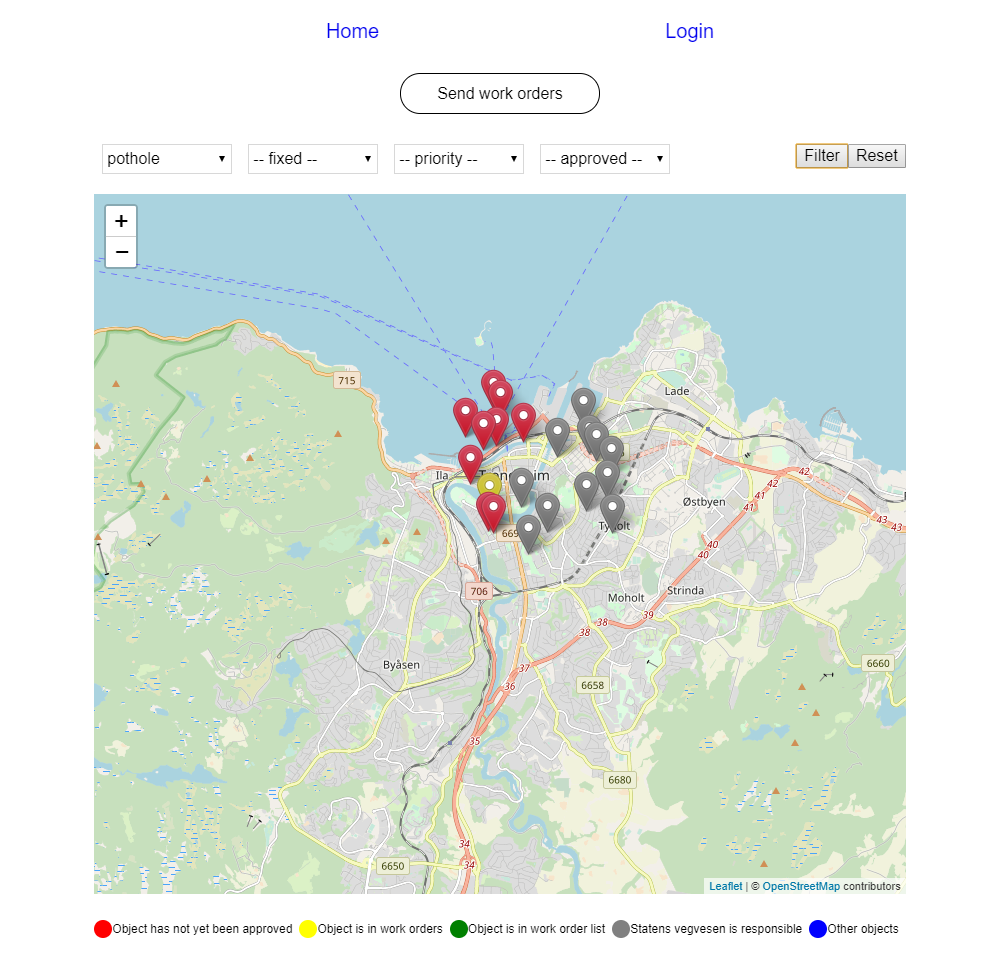 Home Login
Send work orders
pothole -- fixed -- -- priority -- -- approved -- Filter Reset
+
−
715
Lade
Ila
42
42
41
Østbyen
41
43
43
669
40
40
706
Moholt
Strinda
39
38
38
Byåsen
6660
37
36
6658
35
6680
34
34
6650
Leaflet | © OpenStreetMap contributors
Object has not yet been approved Object is in work orders Object is in work order list Statens vegvesen is responsible Other objects